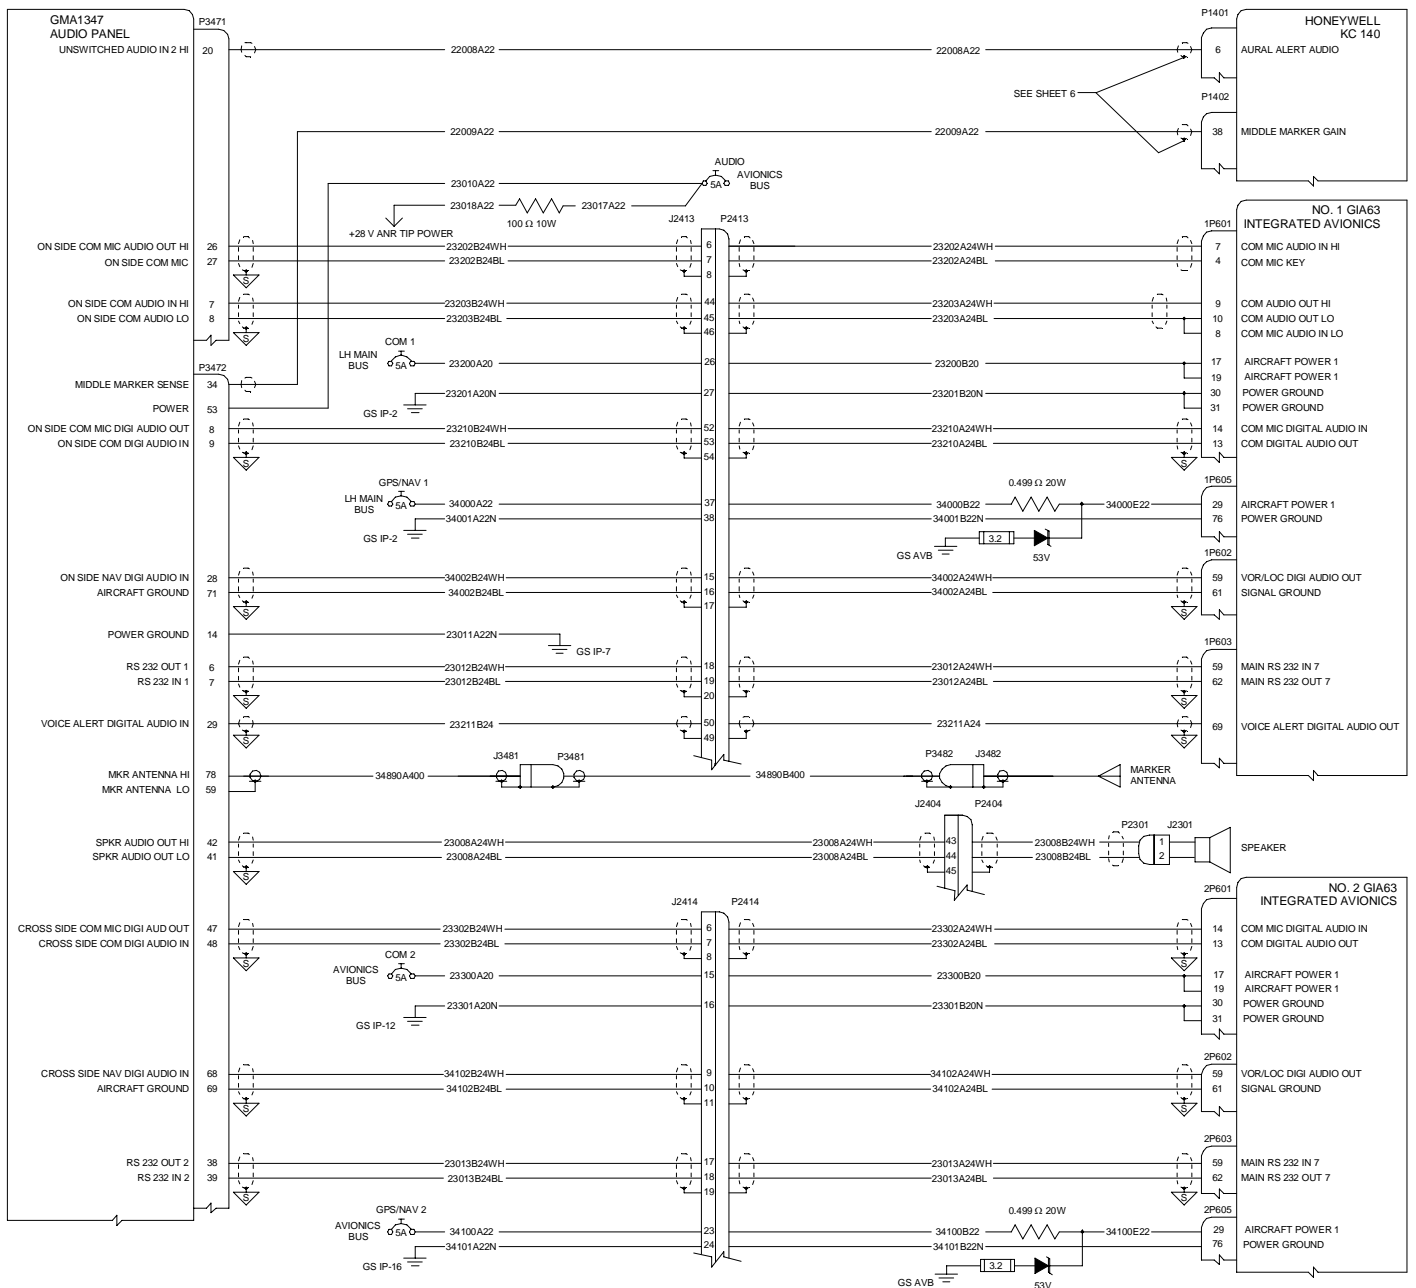 GMA1347
AUDIO PANEL
P3471
P1401
HONEYWELL
KC 140
UNSWITCHED AUDIO IN 2 HI 20 22008A22 22008A22 6 AURAL ALERT AUDIO
SEE SHEET 6
P1402
22009A22 22009A22 38 MIDDLE MARKER GAIN
AUDIO
5A
AVIONICS
BUS
23010A22
23018A22 23017A22
100 Ω 10W
+28 V ANR TIP POWER
J2413 P2413
NO. 1 GIA63
INTEGRATED AVIONICS
1P601
ON SIDE COM MIC AUDIO OUT HI 26 23202B24WH 6 23202A24WH 7 COM MIC AUDIO IN HI
ON SIDE COM MIC 27 23202B24BL 7 23202A24BL 4 COM MIC KEY
S 8
ON SIDE COM AUDIO IN HI 7 23203B24WH 44 23203A24WH 9 COM AUDIO OUT HI
ON SIDE COM AUDIO LO 8 23203B24BL 45 23203A24BL 10 COM AUDIO OUT LO
S 46 8 COM MIC AUDIO IN LO
COM 1
LH MAIN
BUS
5A 23200A20 26 23200B20 17 AIRCRAFT POWER 1
19 AIRCRAFT POWER 1
P3472
MIDDLE MARKER SENSE 34
23201A20N 27 23201B20N 30 POWER GROUND
31 POWER GROUND
GS IP-2
POWER 53
ON SIDE COM MIC DIGI AUDIO OUT 8 23210B24WH 52 23210A24WH 14 COM MIC DIGITAL AUDIO IN
ON SIDE COM DIGI AUDIO IN 9 23210B24BL 53 23210A24BL 13 COM DIGITAL AUDIO OUT
S 54 S
GPS/NAV 1
LH MAIN
BUS
0.499 Ω 20W
1P605
5A 34000A22 37 34000B22 34000E22 29 AIRCRAFT POWER 1
34001A22N 38 34001B22N 76 POWER GROUND
GS IP-2
GS AVB 3.2 53V
1P602
ON SIDE NAV DIGI AUDIO IN 28 34002B24WH 15 34002A24WH 59 VOR/LOC DIGI AUDIO OUT
AIRCRAFT GROUND 71 34002B24BL 16 34002A24BL 61 SIGNAL GROUND
S 17 S
POWER GROUND 14 23011A22N
GS IP-7
1P603
RS 232 OUT 1 6 23012B24WH 18 23012A24WH 59 MAIN RS 232 IN 7
RS 232 IN 1 7 23012B24BL 19 23012A24BL 62 MAIN RS 232 OUT 7
S 20 S
VOICE ALERT DIGITAL AUDIO IN 29 23211B24 50 23211A24 69 VOICE ALERT DIGITAL AUDIO OUT
S 49 S
J3481 P3481 P3482 J3482
MKR ANTENNA HI 78 34890A400 34890B400 MARKER
ANTENNA
MKR ANTENNA LO 59
J2404 P2404
P2301 J2301
SPKR AUDIO OUT HI 42 23008A24WH 23008A24WH 43 23008B24WH 1
SPEAKER
SPKR AUDIO OUT LO 41 23008A24BL 23008A24BL 44 23008B24BL 2
S 45
NO. 2 GIA63
INTEGRATED AVIONICS
2P601
J2414 P2414
CROSS SIDE COM MIC DIGI AUD OUT 47 23302B24WH 6 23302A24WH 14 COM MIC DIGITAL AUDIO IN
CROSS SIDE COM DIGI AUDIO IN 48 23302B24BL 7 23302A24BL 13 COM DIGITAL AUDIO OUT
S 8 S
COM 2
AVIONICS
BUS
5A 23300A20 15 23300B20 17 AIRCRAFT POWER 1
19 AIRCRAFT POWER 1
23301A20N 16 23301B20N 30 POWER GROUND
31 POWER GROUND
GS IP-12
2P602
CROSS SIDE NAV DIGI AUDIO IN 68 34102B24WH 9 34102A24WH 59 VOR/LOC DIGI AUDIO OUT
AIRCRAFT GROUND 69 34102B24BL 10 34102A24BL 61 SIGNAL GROUND
S 11 S
2P603
RS 232 OUT 2 38 23013B24WH 17 23013A24WH 59 MAIN RS 232 IN 7
RS 232 IN 2 39 23013B24BL 18 23013A24BL 62 MAIN RS 232 OUT 7
S 19 S
GPS/NAV 2
AVIONICS
BUS
0.499 Ω 20W
2P605
5A 34100A22 23 34100B22 34100E22 29 AIRCRAFT POWER 1
34101A22N 24 34101B22N 76 POWER GROUND
GS IP-16
GS AVB 3.2 53V